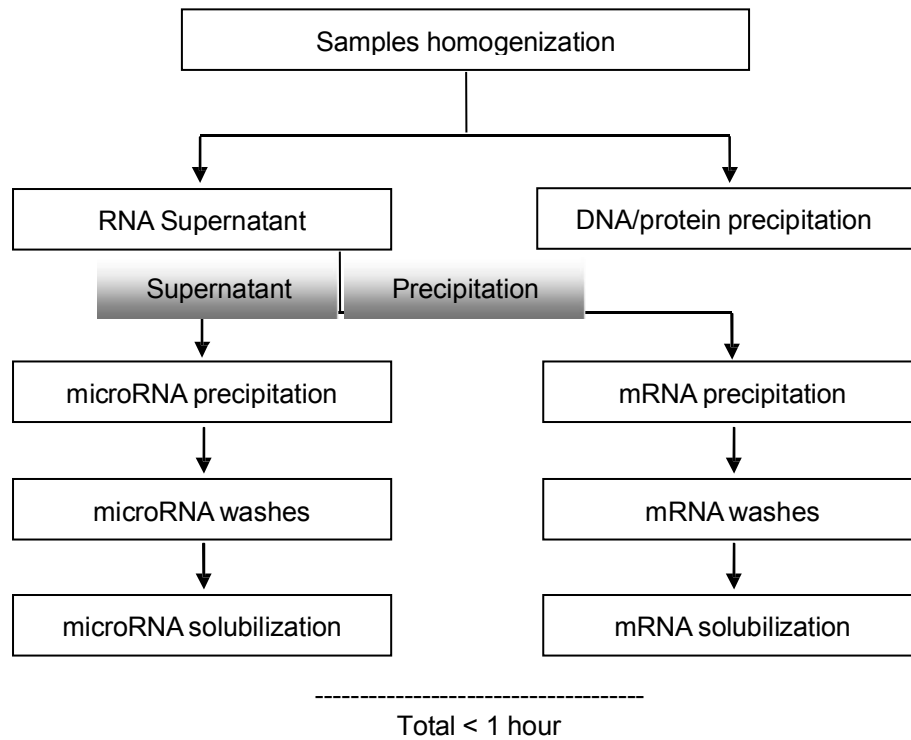 Samples homogenization
RNA Supernatant
DNA/protein precipitation
Supernatant
Precipitation
microRNA precipitation
mRNA precipitation
microRNA washes
mRNA washes
microRNA solubilization
mRNA solubilization
-------------------------------------
Total < 1 hour